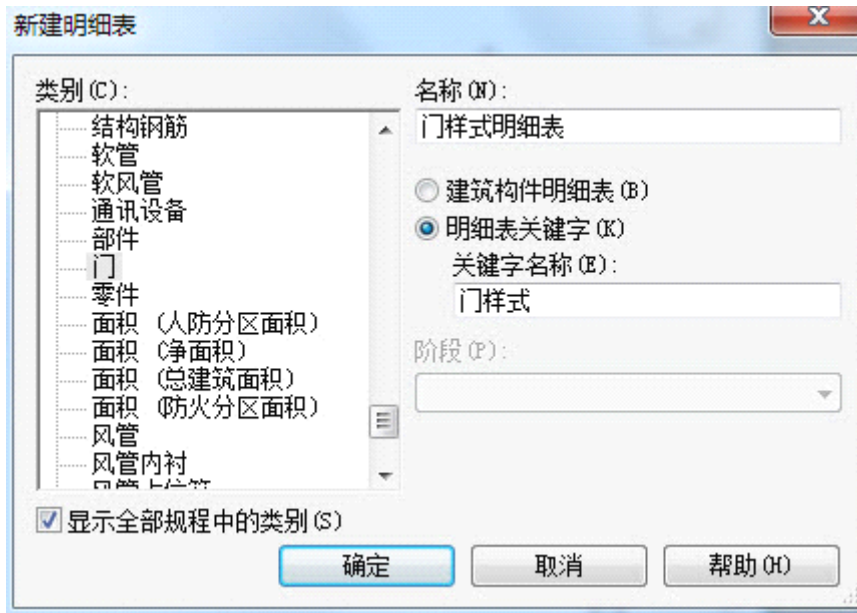 新建明细表
类别(C):
结构钢筋
软管
软风管
通讯设备
部件
门
零件
面积 (人防分区面积)
面积 (净面积)
面积 (总建筑面积)
面积 (防火分区面积)
风管
风管内衬
显示全部规程中的类别(S)
名称(N):
门样式明细表
建筑构件明细表(B)
明细表关键字(K)
关键字名称(E):
门样式
阶段(P):
确定
取消
帮助(H)